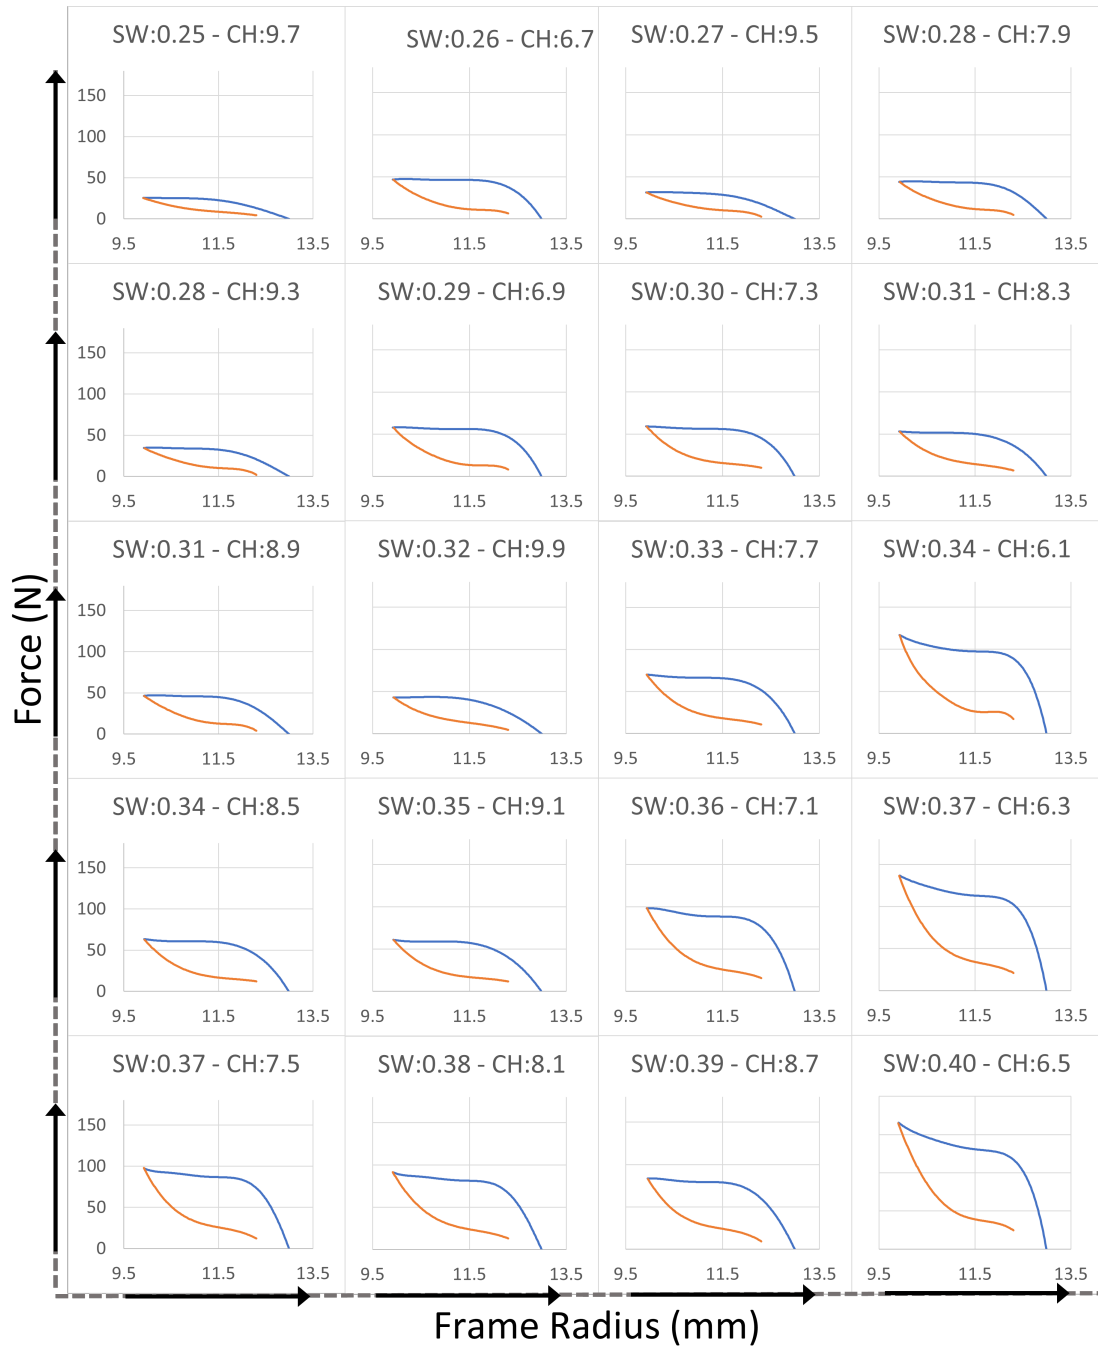 SW:0.25 - CH:9.7
SW:0.26 - CH:6.7
SW:0.27 - CH:9.5
SW:0.28 - CH:7.9
150
100
50
0
9.5 11.5 13.5
9.5 11.5 13.5
9.5 11.5 13.5
9.5 11.5 13.5
SW:0.28 - CH:9.3
SW:0.29 - CH:6.9
SW:0.30 - CH:7.3
SW:0.31 - CH:8.3
150
100
50
0
9.5 11.5 13.5
9.5 11.5 13.5
9.5 11.5 13.5
9.5 11.5 13.5
SW:0.31 - CH:8.9
SW:0.32 - CH:9.9
SW:0.33 - CH:7.7
SW:0.34 - CH:6.1
150
100
50
0
9.5 11.5 13.5
9.5 11.5 13.5
9.5 11.5 13.5
9.5 11.5 13.5
SW:0.34 - CH:8.5
SW:0.35 - CH:9.1
SW:0.36 - CH:7.1
SW:0.37 - CH:6.3
150
100
50
0
9.5 11.5 13.5
9.5 11.5 13.5
9.5 11.5 13.5
9.5 11.5 13.5
SW:0.37 - CH:7.5
SW:0.38 - CH:8.1
SW:0.39 - CH:8.7
SW:0.40 - CH:6.5
150
100
50
0
9.5 11.5 13.5
9.5 11.5 13.5
9.5 11.5 13.5
9.5 11.5 13.5
Force (N)
Frame Radius (mm)